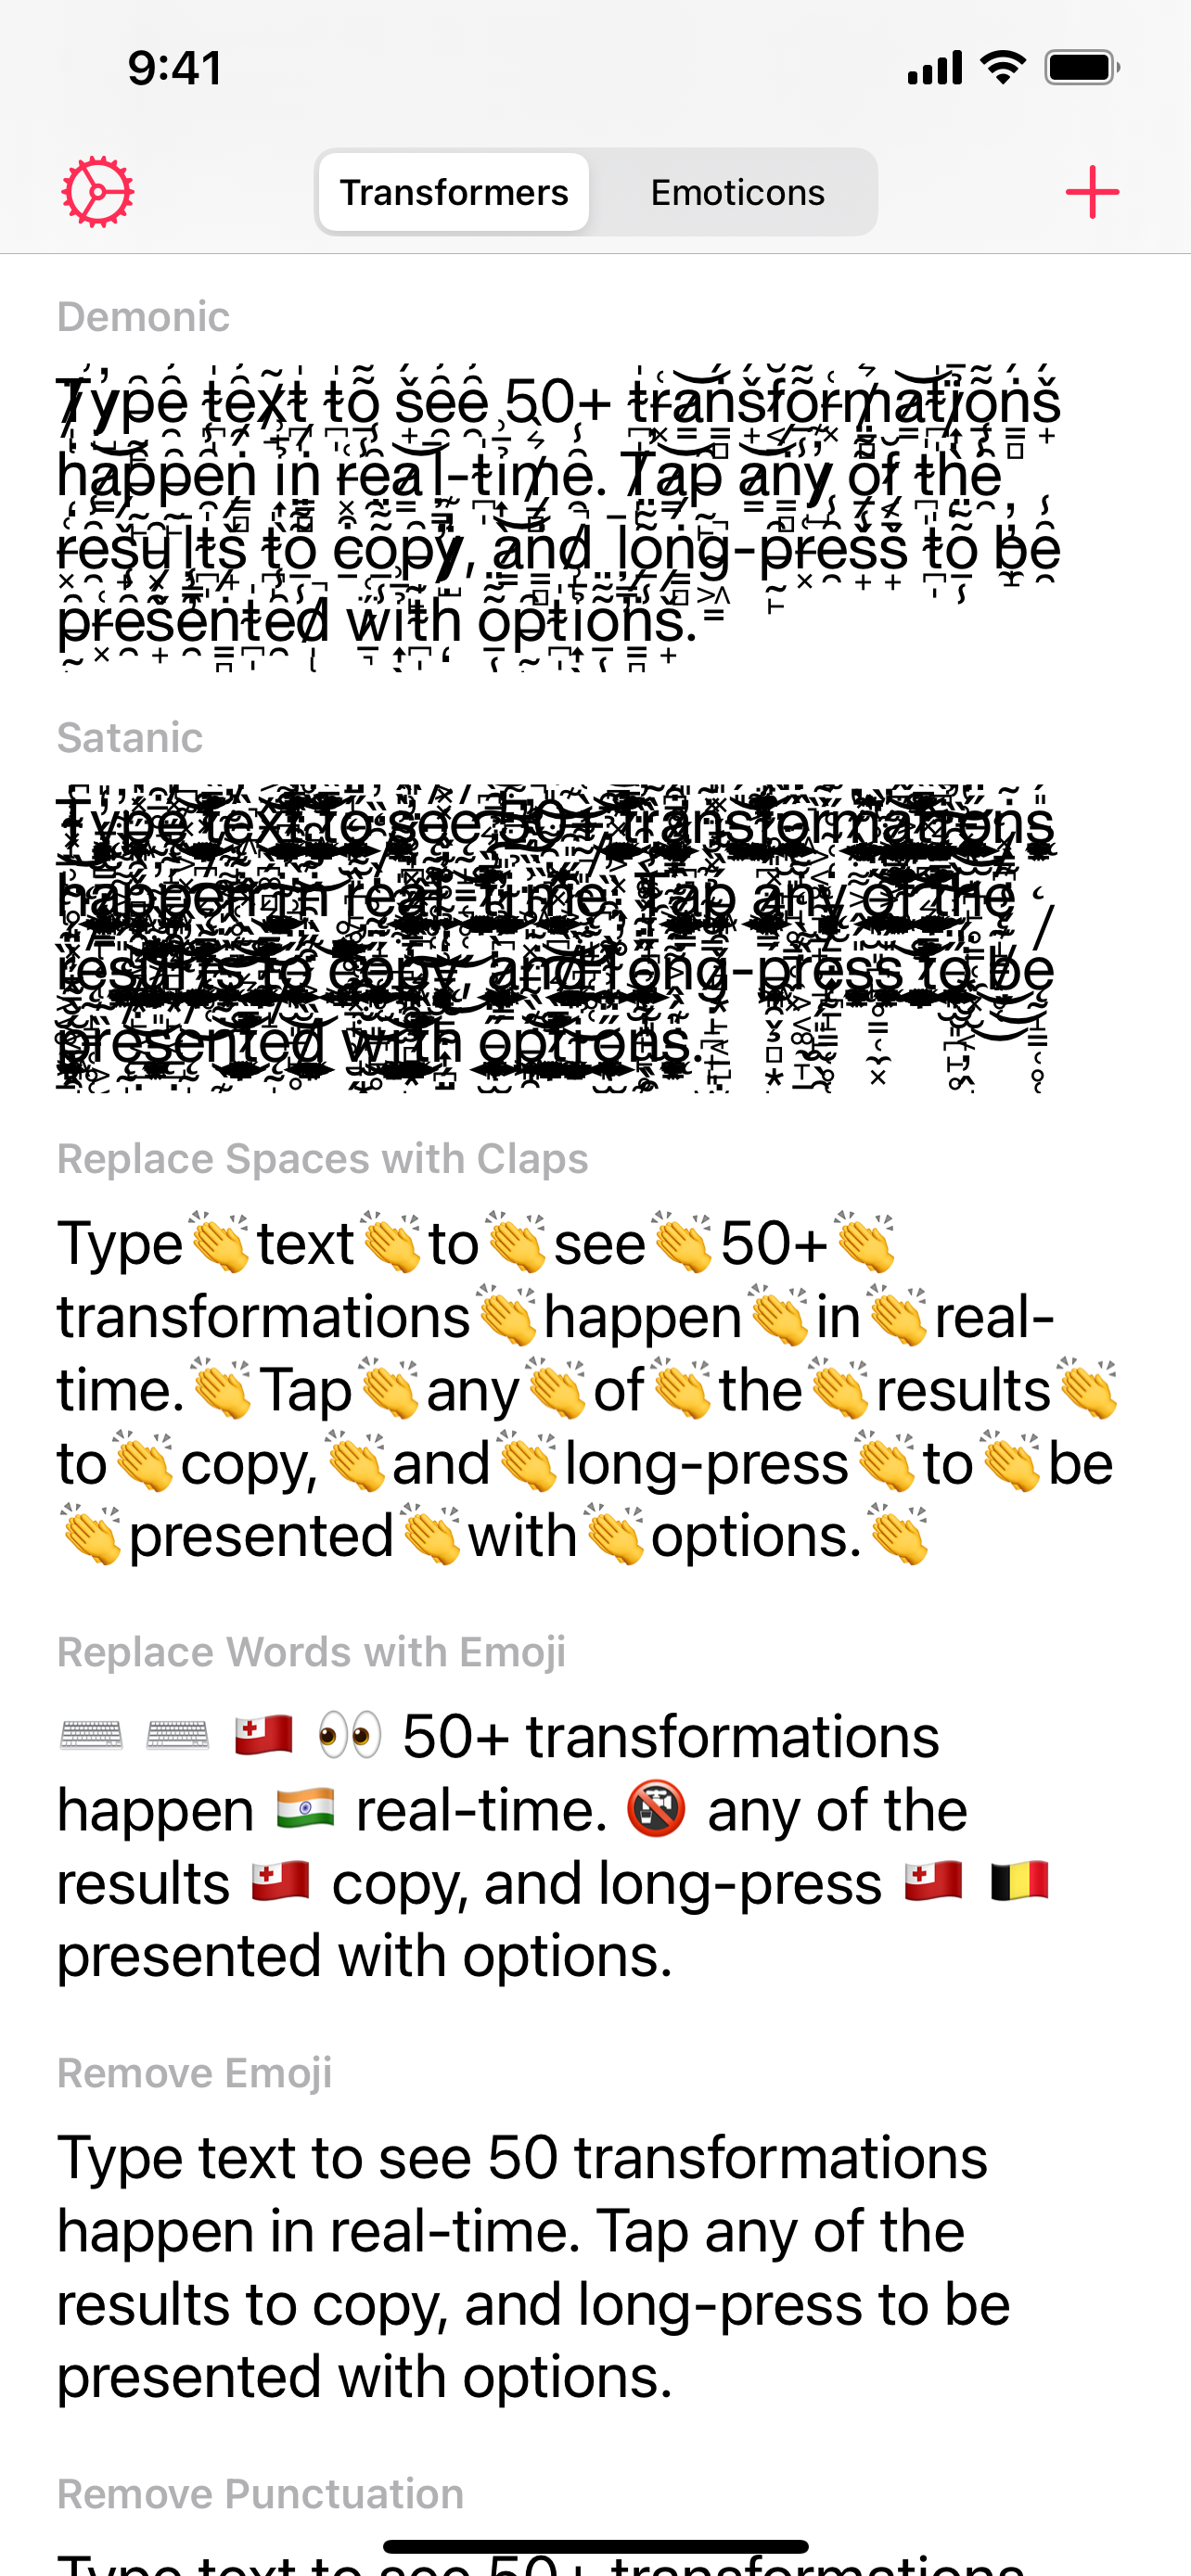 9:41
Transformers
Emoticons
Demonic
Type text to see 50+ transformations
happen in real-time. Tap any of the
results to copy, and long-press to be
presented with options.
Satanic
Type text to see 50+ transformations
happen in real-time. Tap any of the
results to copy, and long-press to be
presented with options.
Replace Spaces with Claps
Type👏text👏to👏see👏50+👏
transformations👏happen👏in👏real-
time.👏Tap👏any👏of👏the👏results👏
to👏copy,👏and👏long-press👏to👏be
👏presented👏with👏options.👏
Replace Words with Emoji
⌨️ ⌨️ 🇹🇴 👀 50+ transformations
happen 🇮🇳 real-time. 🚱 any of the
results 🇹🇴 copy, and long-press 🇹🇴 🇧🇪
presented with options.
Remove Emoji
Type text to see 50 transformations
happen in real-time. Tap any of the
results to copy, and long-press to be
presented with options.
Remove Punctuation
Type text to see 50+ transformations